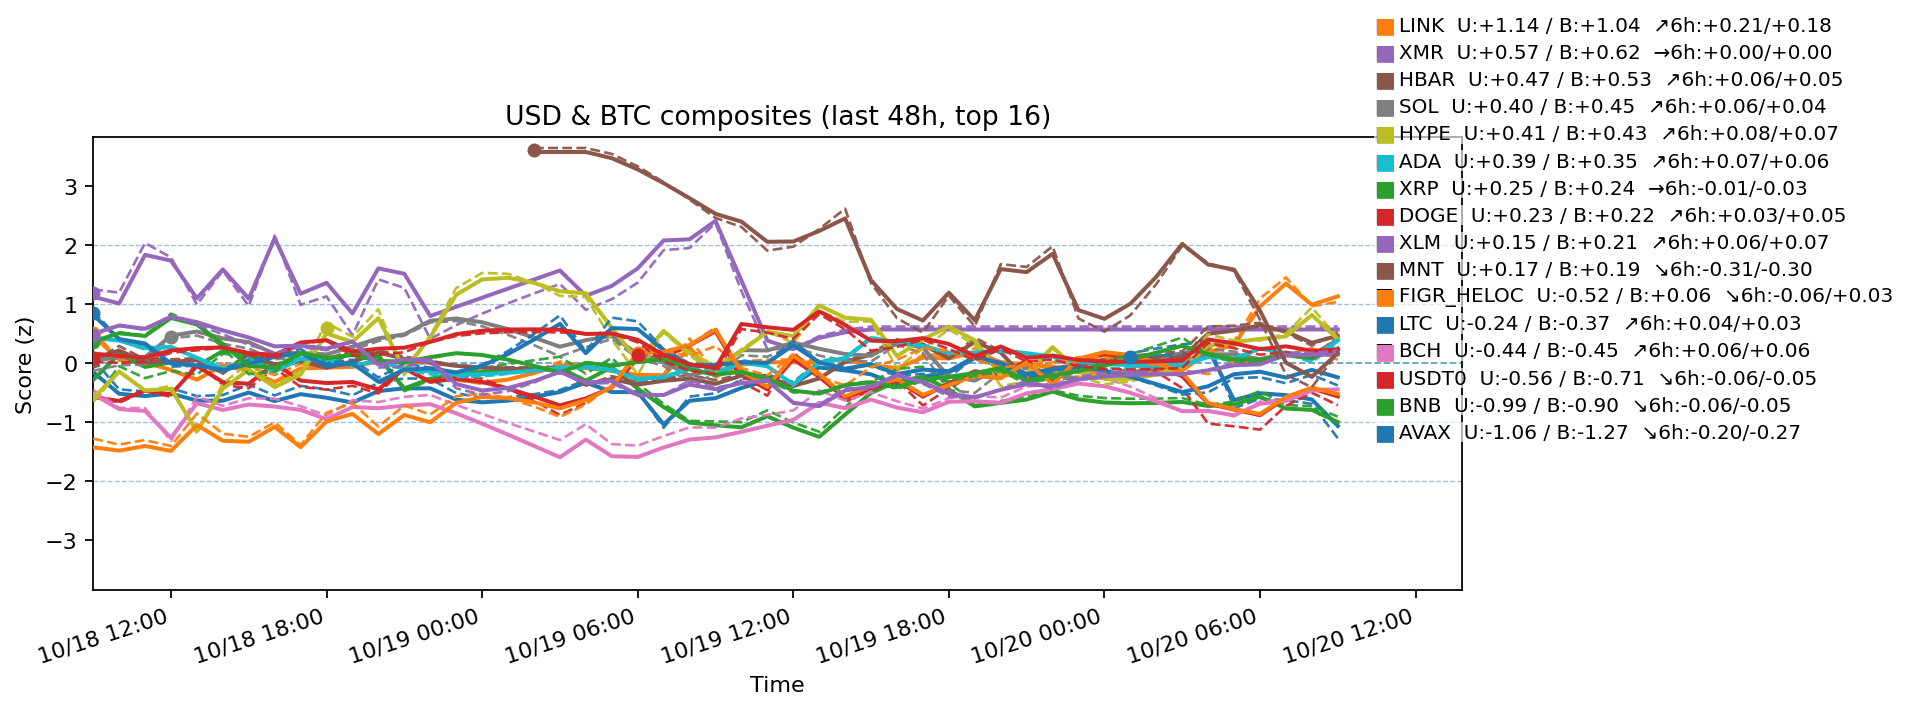 LINK  U:+1.14 / B:+1.04  ↗6h:+0.21/+0.18
XMR  U:+0.57 / B:+0.62  →6h:+0.00/+0.00
HBAR  U:+0.47 / B:+0.53  ↗6h:+0.06/+0.05
SOL  U:+0.40 / B:+0.45  ↗6h:+0.06/+0.04
HYPE  U:+0.41 / B:+0.43  ↗6h:+0.08/+0.07
ADA  U:+0.39 / B:+0.35  ↗6h:+0.07/+0.06
XRP  U:+0.25 / B:+0.24  →6h:-0.01/-0.03
DOGE  U:+0.23 / B:+0.22  ↗6h:+0.03/+0.05
XLM  U:+0.15 / B:+0.21  ↗6h:+0.06/+0.07
MNT  U:+0.17 / B:+0.19  ↘6h:-0.31/-0.30
FIGR_HELOC  U:-0.52 / B:+0.06  ↘6h:-0.06/+0.03
LTC  U:-0.24 / B:-0.37  ↗6h:+0.04/+0.03
BCH  U:-0.44 / B:-0.45  ↗6h:+0.06/+0.06
USDT0  U:-0.56 / B:-0.71  ↘6h:-0.06/-0.05
BNB  U:-0.99 / B:-0.90  ↘6h:-0.06/-0.05
AVAX  U:-1.06 / B:-1.27  ↘6h:-0.20/-0.27
USD & BTC composites (last 48h, top 16)
Score (z)
3
2
1
0
−1
−2
−3
10/18 12:00
10/18 18:00
10/19 00:00
10/19 06:00
10/19 12:00
10/19 18:00
10/20 00:00
10/20 06:00
10/20 12:00
Time